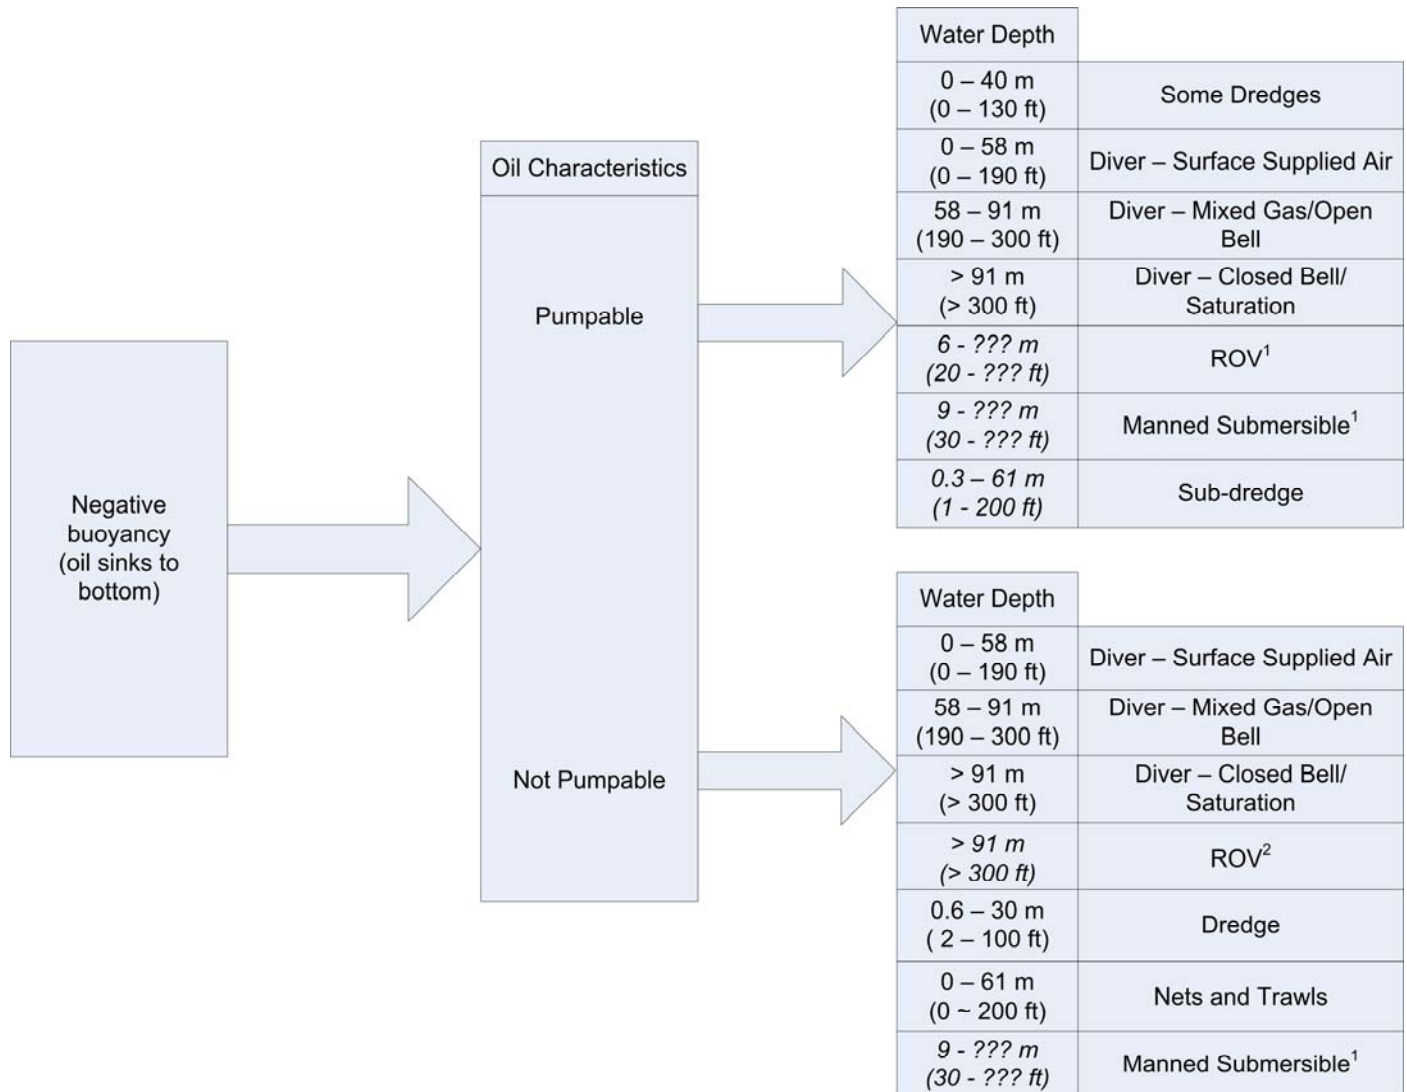 Negative
buoyancy
(oil sinks to
bottom)
Oil Characteristics
Pumpable
Not Pumpable
Water Depth
0 – 40 m
(0 – 130 ft)
Some Dredges
0 – 58 m
(0 – 190 ft)
Diver – Surface Supplied Air
58 – 91 m
(190 – 300 ft)
Diver – Mixed Gas/Open
Bell
> 91 m
(> 300 ft)
Diver – Closed Bell/
Saturation
6 - ??? m
(20 - ??? ft)
ROV¹
9 - ??? m
(30 - ??? ft)
Manned Submersible¹
0.3 – 61 m
(1 - 200 ft)
Sub-dredge
Water Depth
0 – 58 m
(0 – 190 ft)
Diver – Surface Supplied Air
58 – 91 m
(190 – 300 ft)
Diver – Mixed Gas/Open
Bell
> 91 m
(> 300 ft)
Diver – Closed Bell/
Saturation
> 91 m
(> 300 ft)
ROV²
0.6 – 30 m
( 2 – 100 ft)
Dredge
0 – 61 m
(0 ~ 200 ft)
Nets and Trawls
9 - ??? m
(30 - ??? ft)
Manned Submersible¹